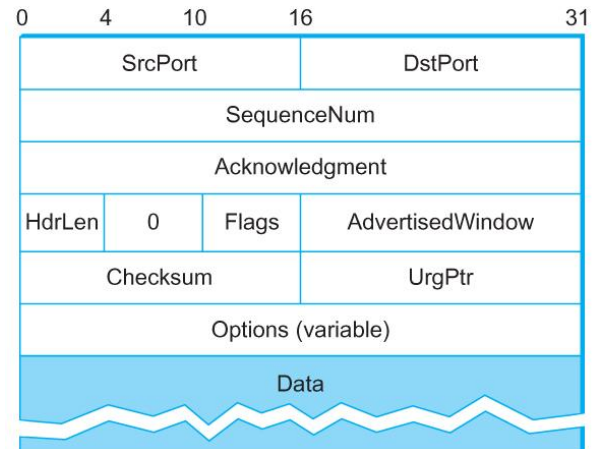 0 4 10 16 31
SrcPort DstPort
SequenceNum
Acknowledgment
HdrLen 0 Flags AdvertisedWindow
Checksum UrgPtr
Options (variable)
Data